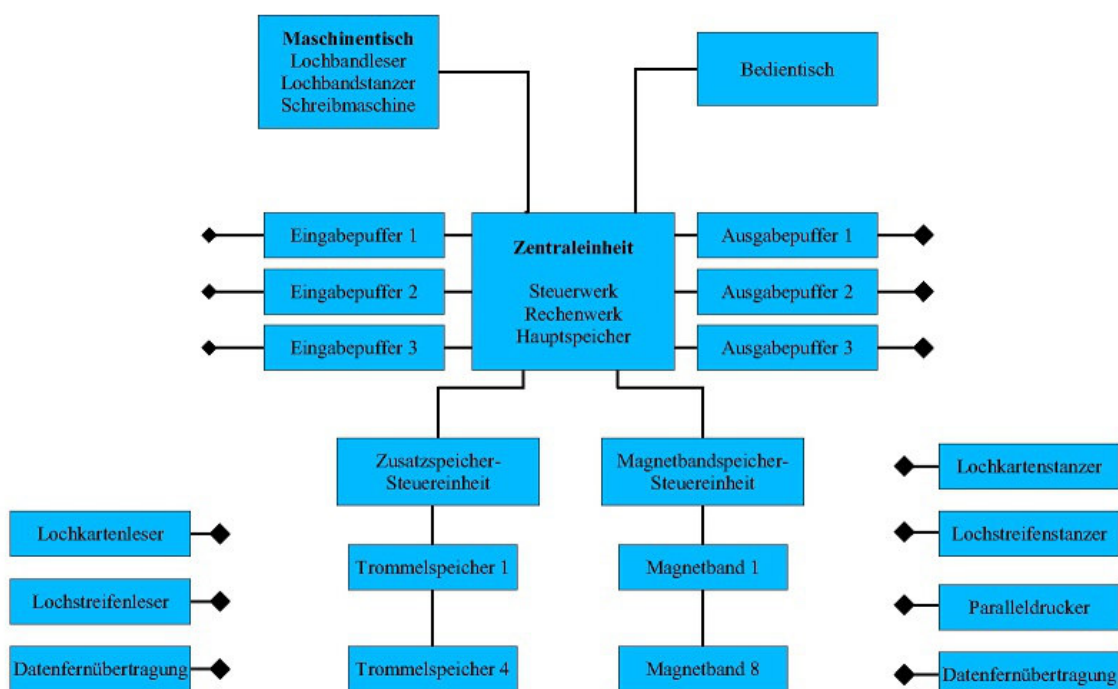 Maschinentisch
Lochbandleser
Lochbandstanzer
Schreibmaschine
Bedientisch
Eingabepuffer 1
Eingabepuffer 2
Eingabepuffer 3
Zentraleinheit
Steuerwerk
Rechenwerk
Hauptspeicher
Ausgabepuffer 1
Ausgabepuffer 2
Ausgabepuffer 3
Zusatzspeicher-
Steuereinheit
Magnetbandspeicher-
Steuereinheit
Trommelspeicher 1
Magnetband 1
Trommelspeicher 4
Magnetband 8
Lochkartenleser
Lochstreifenleser
Datenfernübertragung
Lochkartenstanzer
Lochstreifenstanzer
Paralleldrucker
Datenfernübertragung